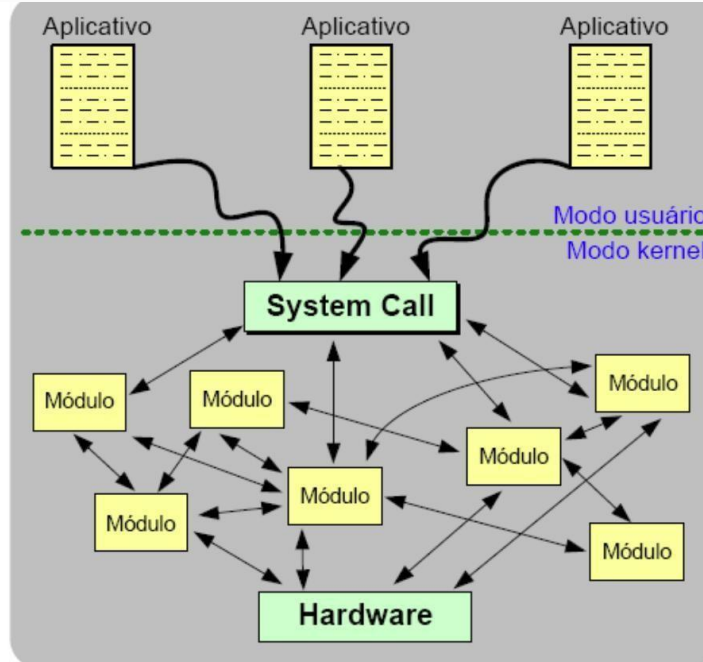 Aplicativo
Aplicativo
Aplicativo
Modo usuário
Modo kernel
System Call
Módulo
Módulo
Módulo
Módulo
Módulo
Módulo
Módulo
Hardware